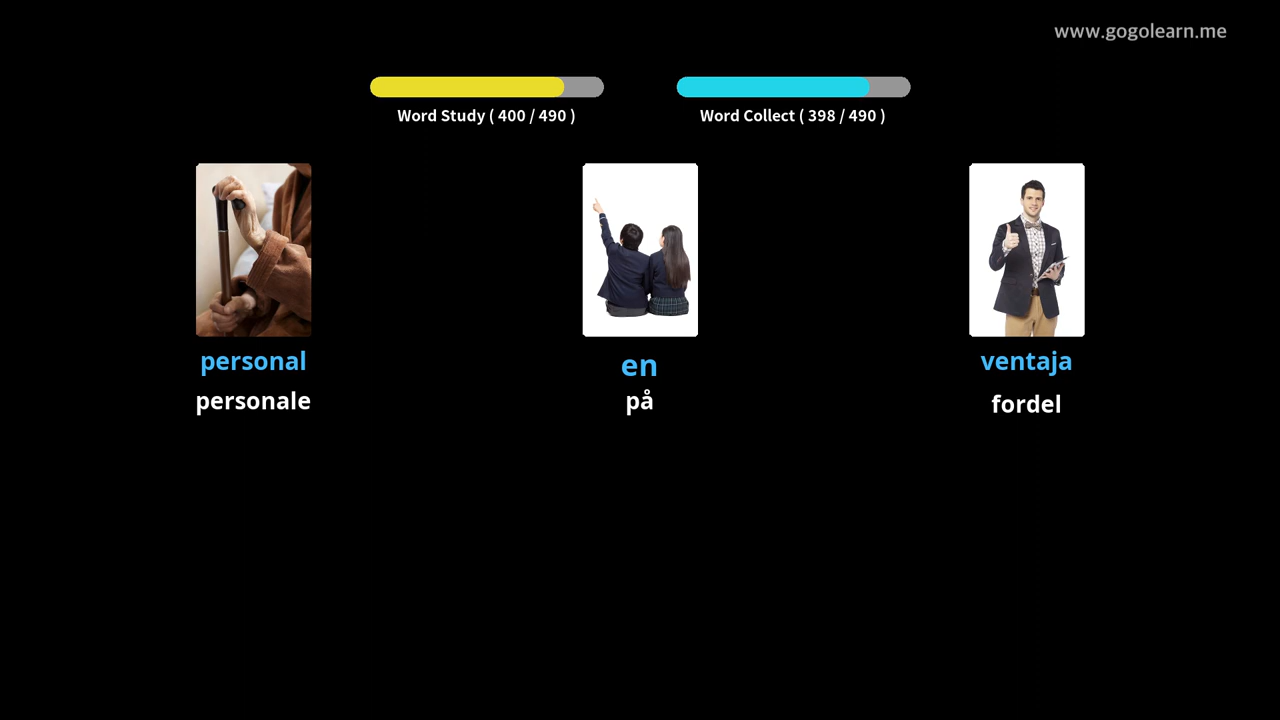 www.gogolearn.me
Word Study ( 400 / 490 )
Word Collect ( 398 / 490 )
personal
personale
en
på
ventaja
fordel